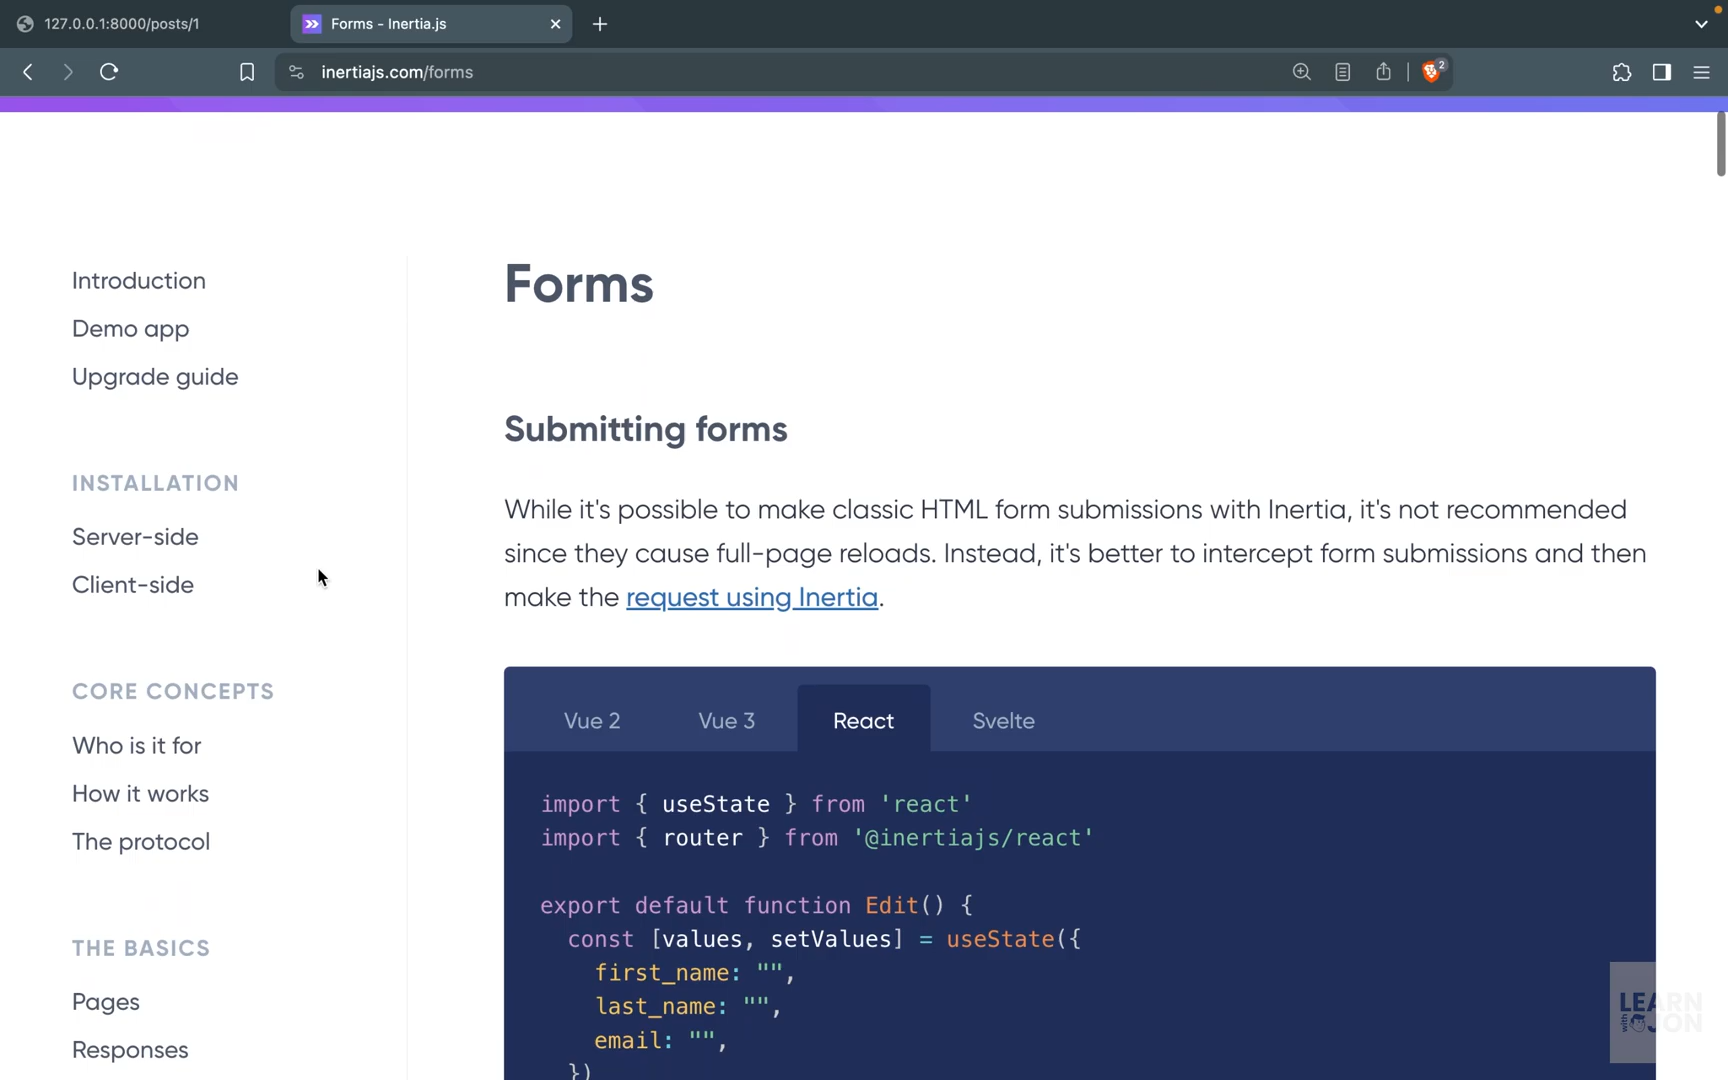 127.0.0.1:8000/posts/1
Forms - Inertia.js
inertiajs.com/forms
2
Introduction
Demo app
Upgrade guide
INSTALLATION
Server-side
Client-side
CORE CONCEPTS
Who is it for
How it works
The protocol
THE BASICS
Pages
Responses
Forms
Submitting forms
While it's possible to make classic HTML form submissions with Inertia, it's not recommended
since they cause full-page reloads. Instead, it's better to intercept form submissions and then
make the request using Inertia.
Vue 2 Vue 3 React Svelte
import { useState } from 'react'
import { router } from '@inertiajs/react'
export default function Edit() {
const [values, setValues] = useState({
first_name: "",
last_name: "",
email: "",
})
LEARN
with JON